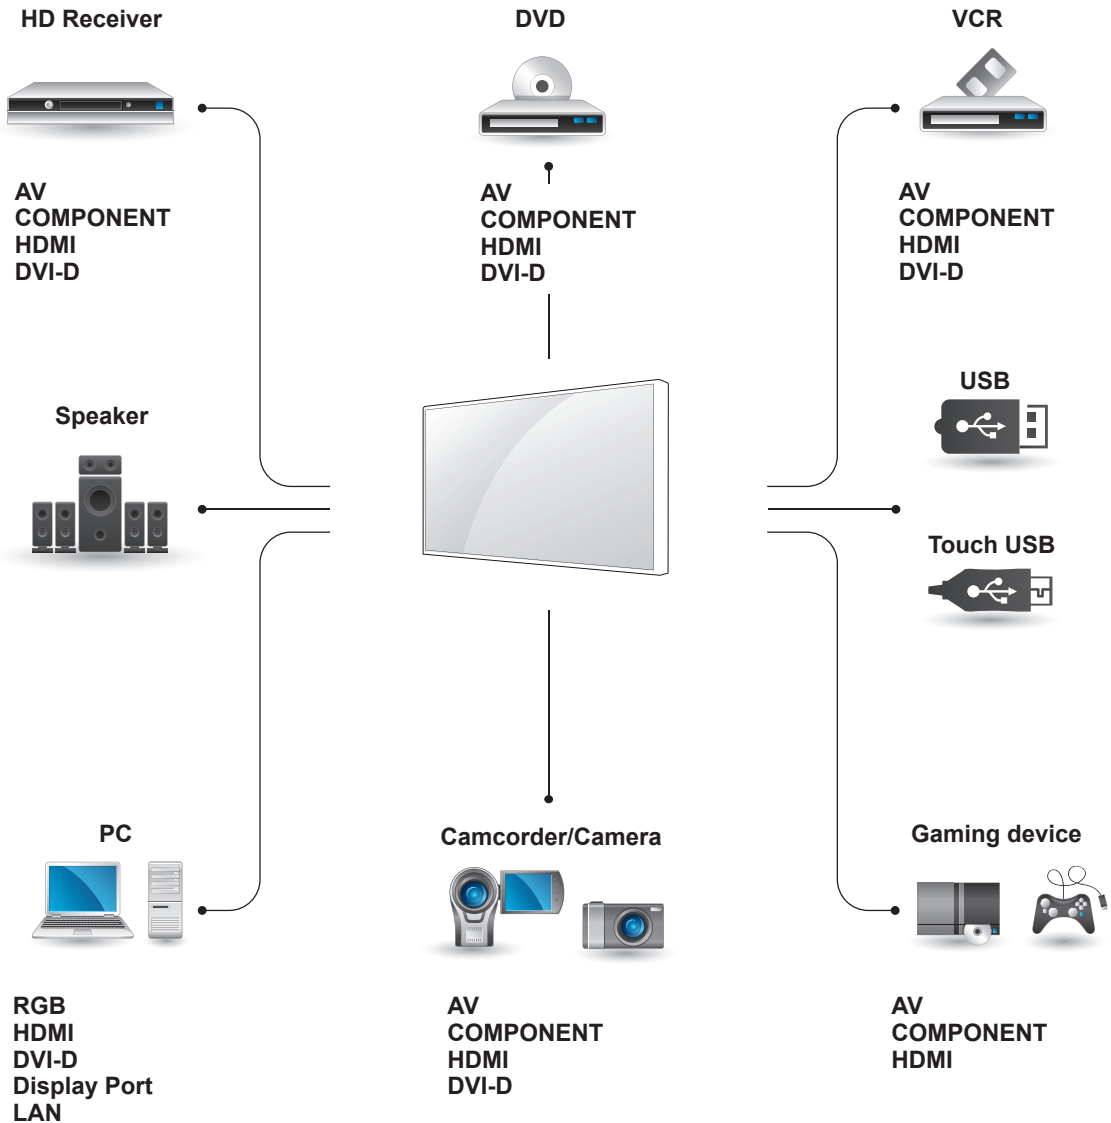 HD Receiver
AV
COMPONENT
HDMI
DVI-D
DVD
AV
COMPONENT
HDMI
DVI-D
VCR
AV
COMPONENT
HDMI
DVI-D
Speaker
USB
Touch USB
PC
RGB
HDMI
DVI-D
Display Port
LAN
Camcorder/Camera
AV
COMPONENT
HDMI
DVI-D
Gaming device
AV
COMPONENT
HDMI